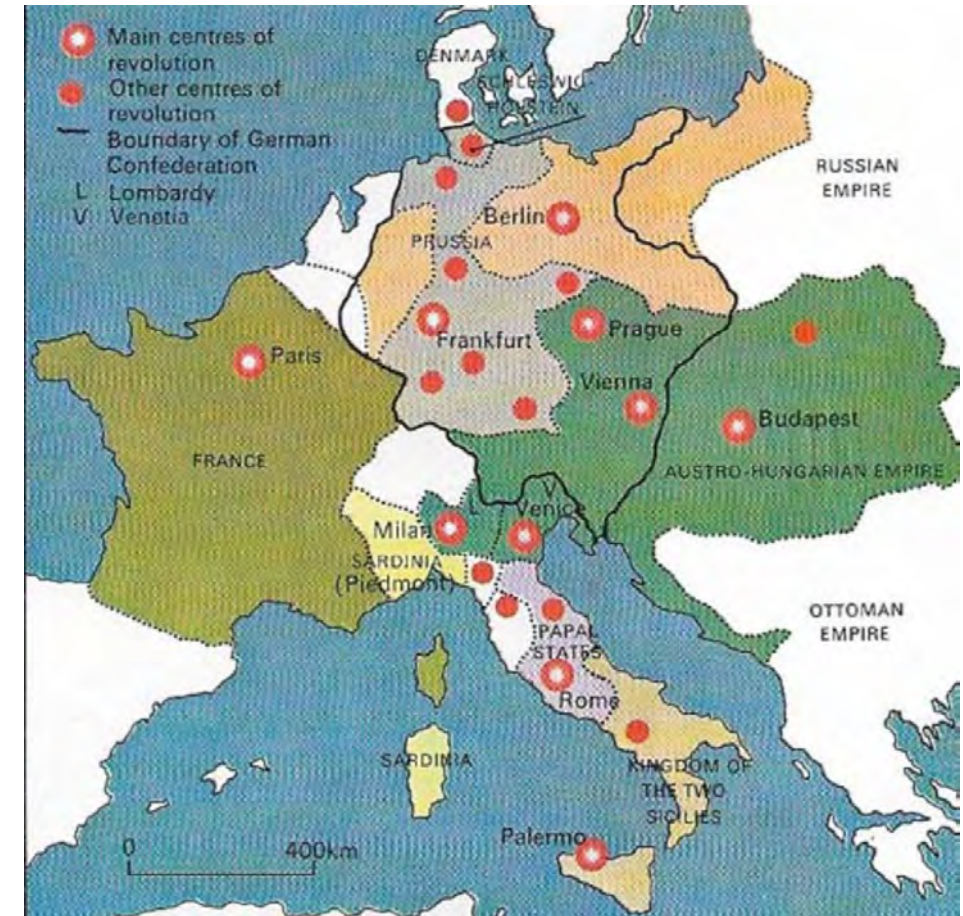 Main centres of
revolution
Other centres of
revolution
Boundary of German
Confederation
L Lombardy
V Venetia
DENMARK
SCHLESWIG-
HOLSTEIN
RUSSIAN
EMPIRE
Berlin
PRUSSIA
Frankfurt
Prague
Paris
Vienna
Budapest
FRANCE
AUSTRO-HUNGARIAN EMPIRE
L
V
Venice
Milan
SARDINIA
(Piedmont)
OTTOMAN
EMPIRE
PAPAL
STATES
Rome
SARDINIA
KINGDOM OF
THE TWO
SICILIES
Palermo
0 400km